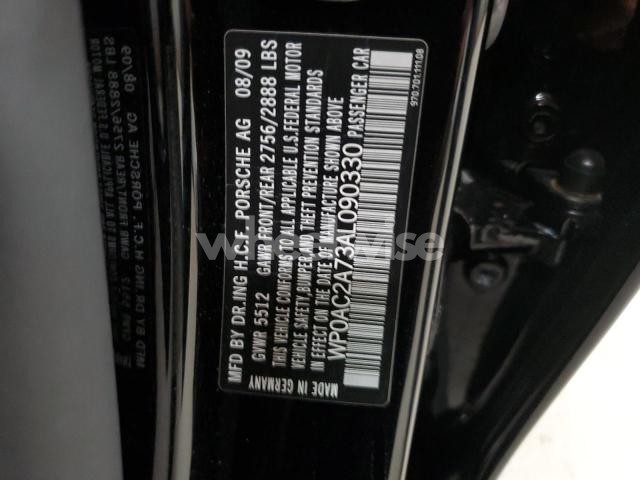 MFD BY DR.ING H.C.F. PORSCHE AG 08/09
GVWR 5512 GAWR FRONT/REAR 2756/2888 LBS
THIS VEHICLE CONFORMS TO ALL APPLICABLE U.S.FEDERAL MOTOR
VEHICLE SAFETY,BUMPER AND THEFT PREVENTION STANDARDS
IN EFFECT ON THE DATE OF MANUFACTURE SHOWN ABOVE
WP0AC2A73AL090330 PASSENGER CAR
MADE IN GERMANY
970.701.111.08